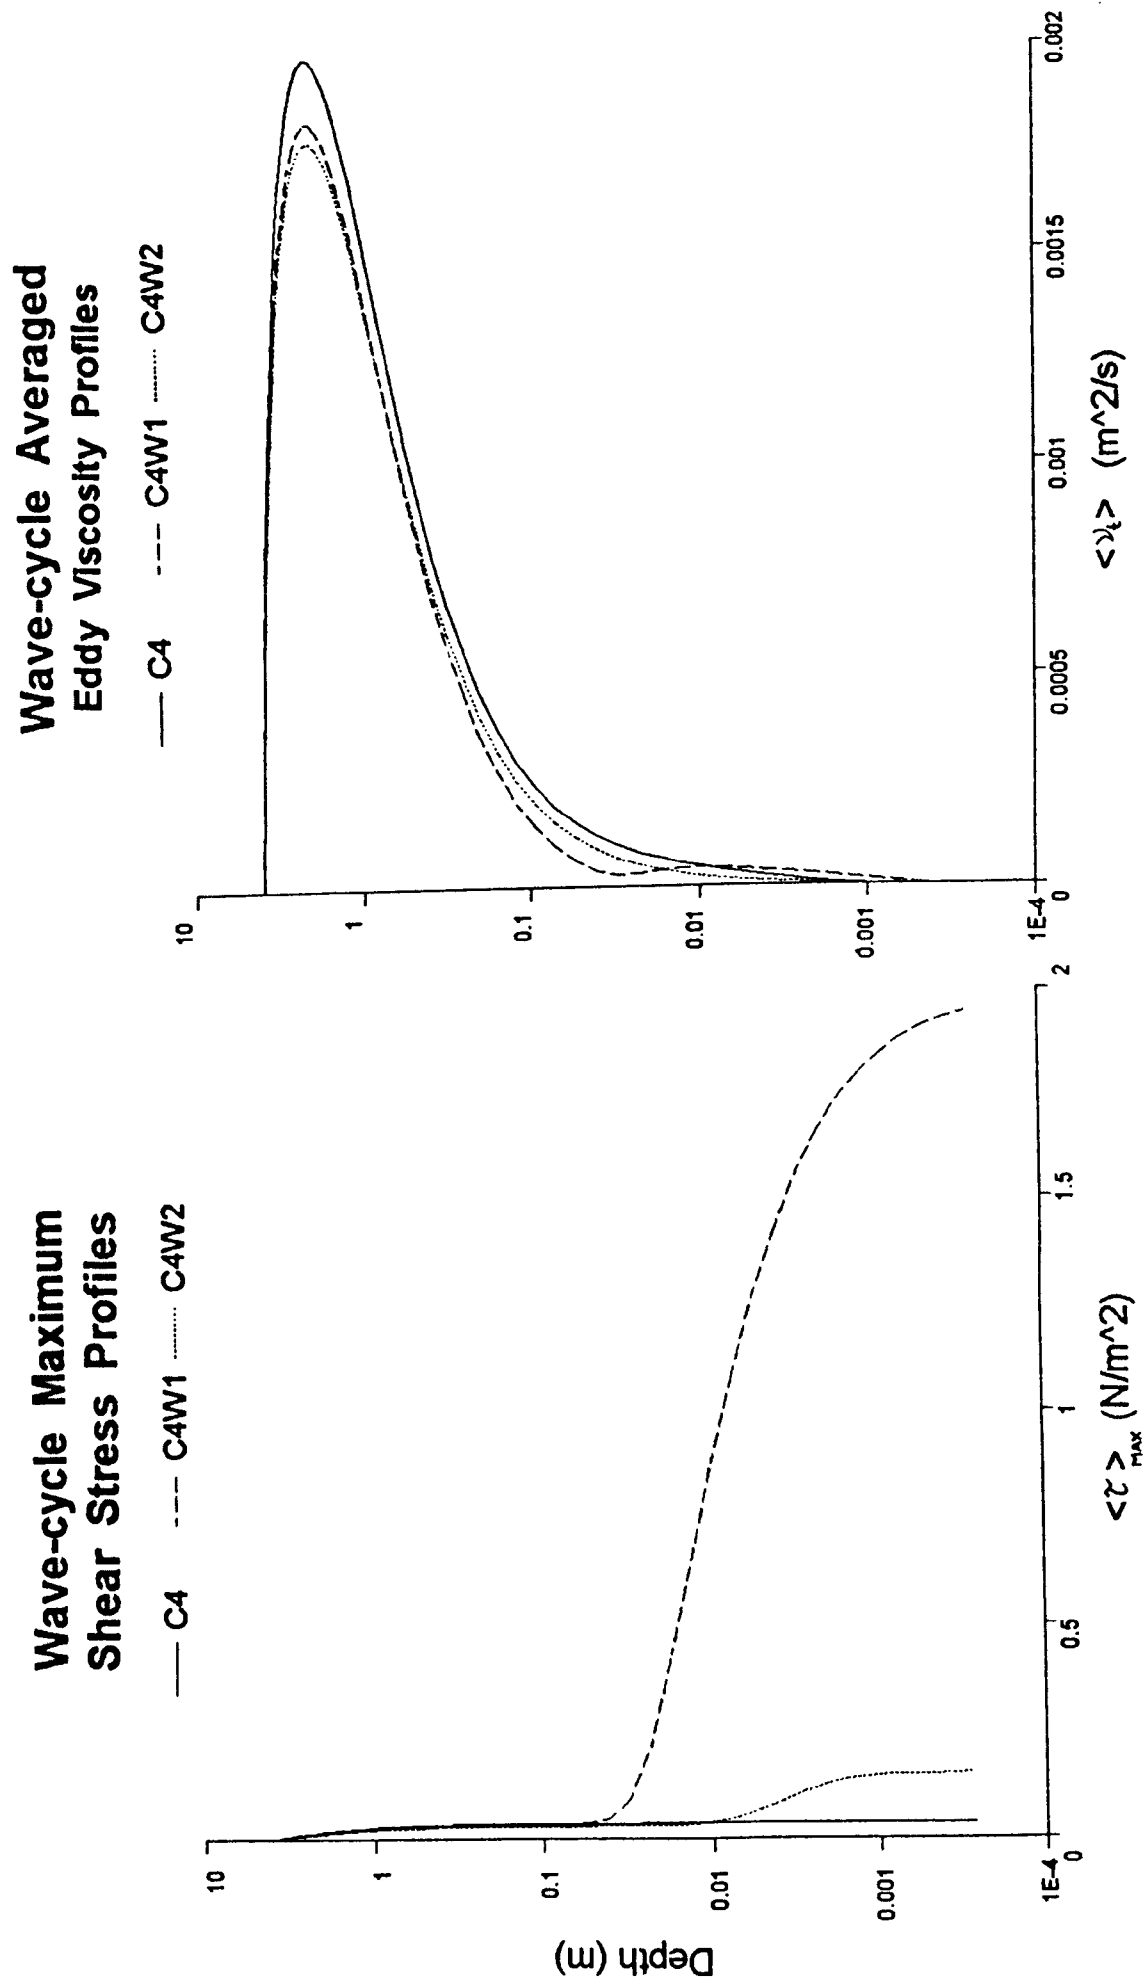 Wave-cycle Maximum
Shear Stress Profiles
C4 C4W1 C4W2
10
1
0.1
0.01
0.001
1E-4
Depth (m)
0
0.5
1
1.5
2
<τ>MAX (N/m^2)
Wave-cycle Averaged
Eddy Viscosity Profiles
C4 C4W1 C4W2
10
1
0.1
0.01
0.001
1E-4
0
0.0005
0.001
0.0015
0.002
<νt> (m^2/s)